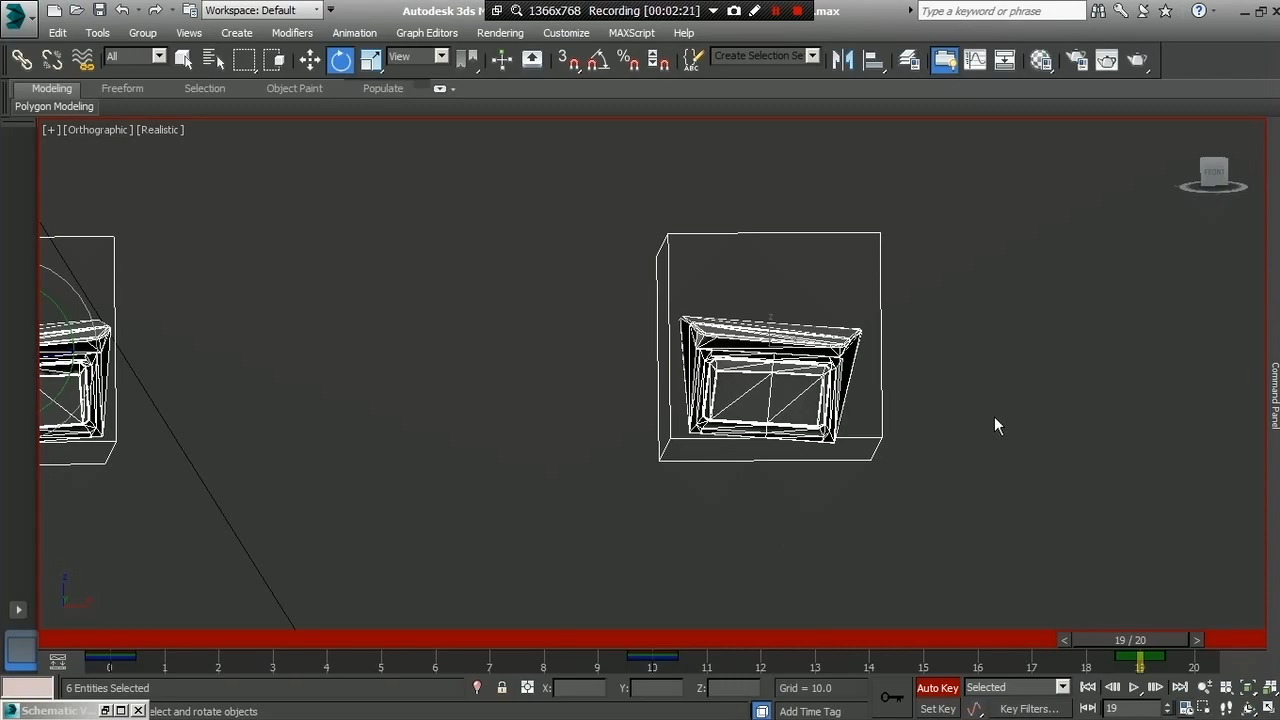 Workspace: Default
Autodesk 3ds M
1366x768 Recording [00:02:21]
.max
Type a keyword or phrase
Edit Tools Group Views Create Modifiers Animation Graph Editors Rendering Customize MAXScript Help
All
View
3
Create Selection Se
Modeling Freeform Selection Object Paint Populate
Polygon Modeling
[+] [Orthographic] [Realistic]
FRONT
z
Command Panel
z
19 / 20
0 1 2 3 4 5 6 7 8 9 10 11 12 13 14 15 16 17 18 19 20
6 Entities Selected
X: Y: Z:
Grid = 10.0
Auto Key
Selected
Schematic V...
elect and rotate objects
Add Time Tag
Set Key
Key Filters...
19